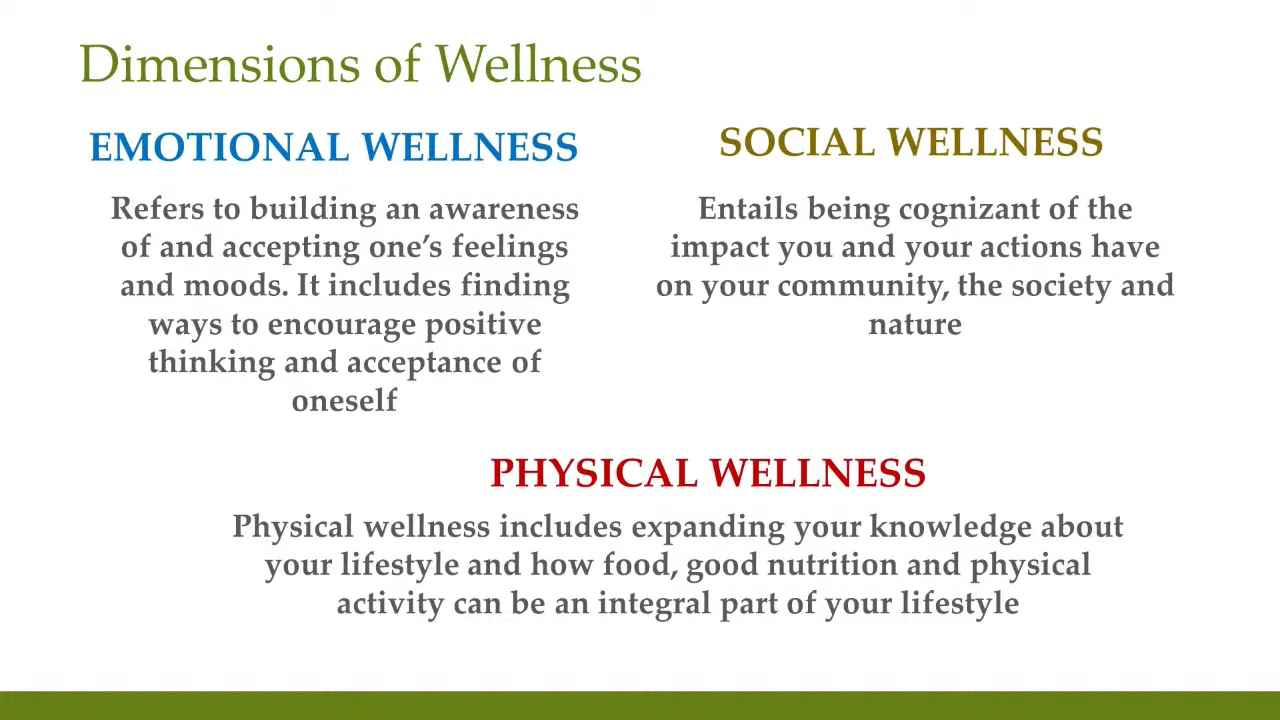 Dimensions of Wellness
EMOTIONAL WELLNESS
Refers to building an awareness
of and accepting one’s feelings
and moods. It includes finding
ways to encourage positive
thinking and acceptance of
oneself
SOCIAL WELLNESS
Entails being cognizant of the
impact you and your actions have
on your community, the society and
nature
PHYSICAL WELLNESS
Physical wellness includes expanding your knowledge about
your lifestyle and how food, good nutrition and physical
activity can be an integral part of your lifestyle